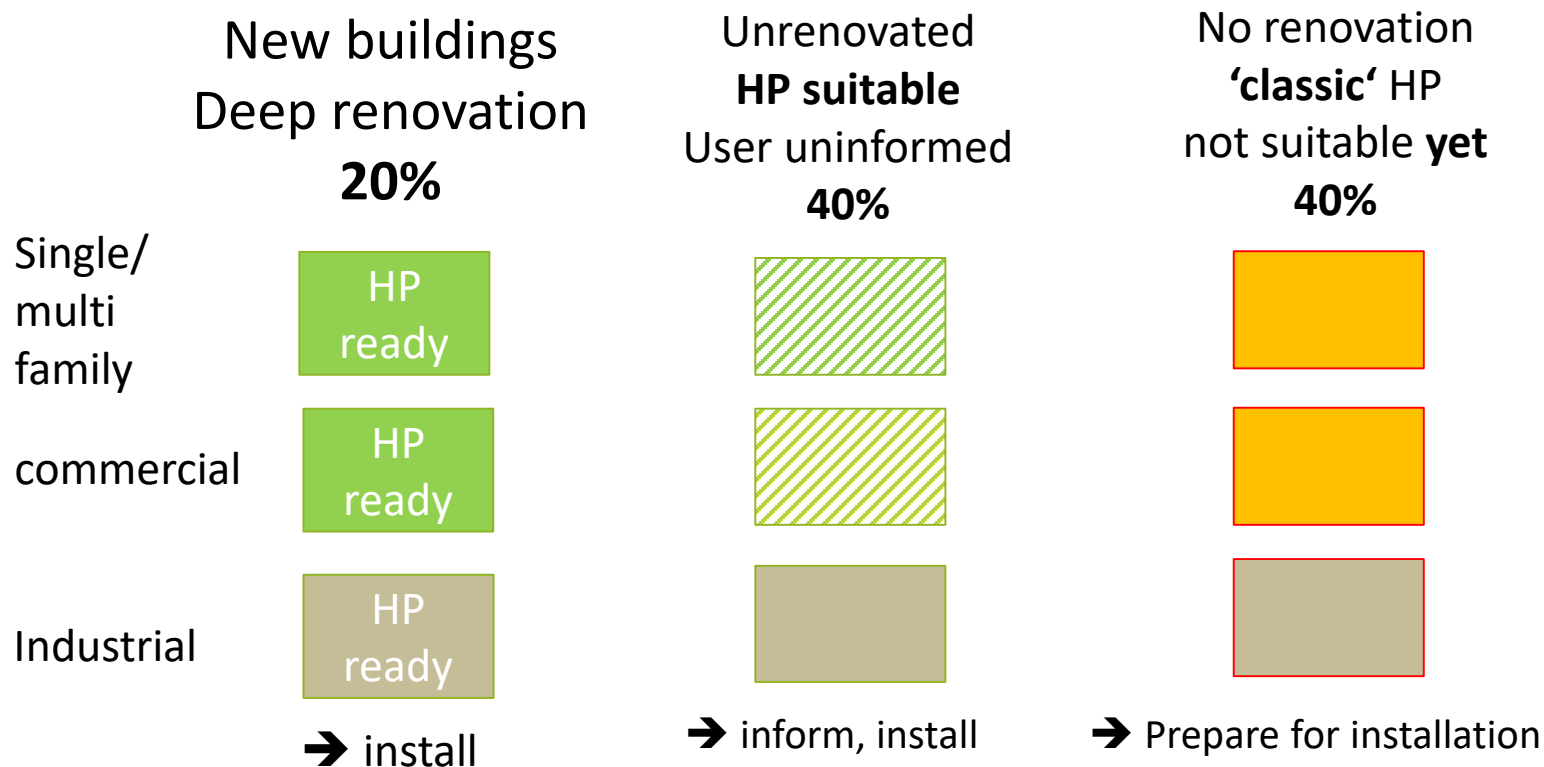 New buildings
Deep renovation
20%
Unrenovated
HP suitable
User uninformed
40%
No renovation
‘classic‘ HP
not suitable yet
40%
Single/
multi
family
HP
ready
commercial
HP
ready
Industrial
HP
ready
➔ install
➔ inform, install
➔ Prepare for installation